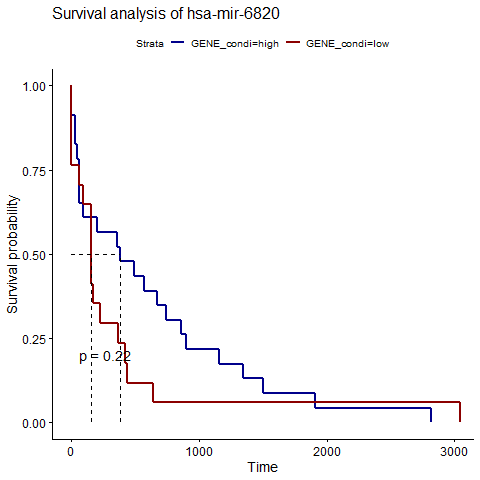 Survival analysis of hsa-mir-6820
Strata GENE_condi=high GENE_condi=low
Survival probability
1.00
0.75
0.50
0.25
0.00
p = 0.22
0 1000 2000 3000
Time